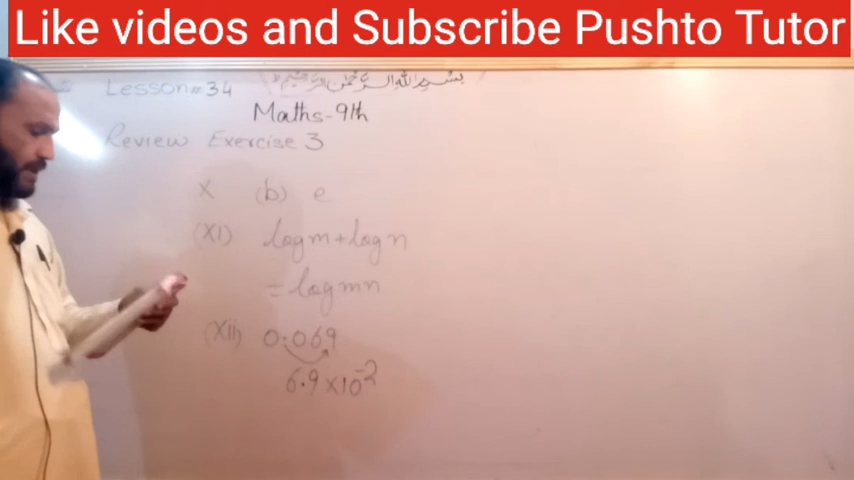 Like videos and Subscribe Pushto Tutor
Lesson#34 بسم الله الرحمن الرحيم
Maths-9th
Review Exercise 3
X (b) e
(XI) log m + log n
= log mn
(XII) 0.069
6.9×10⁻²